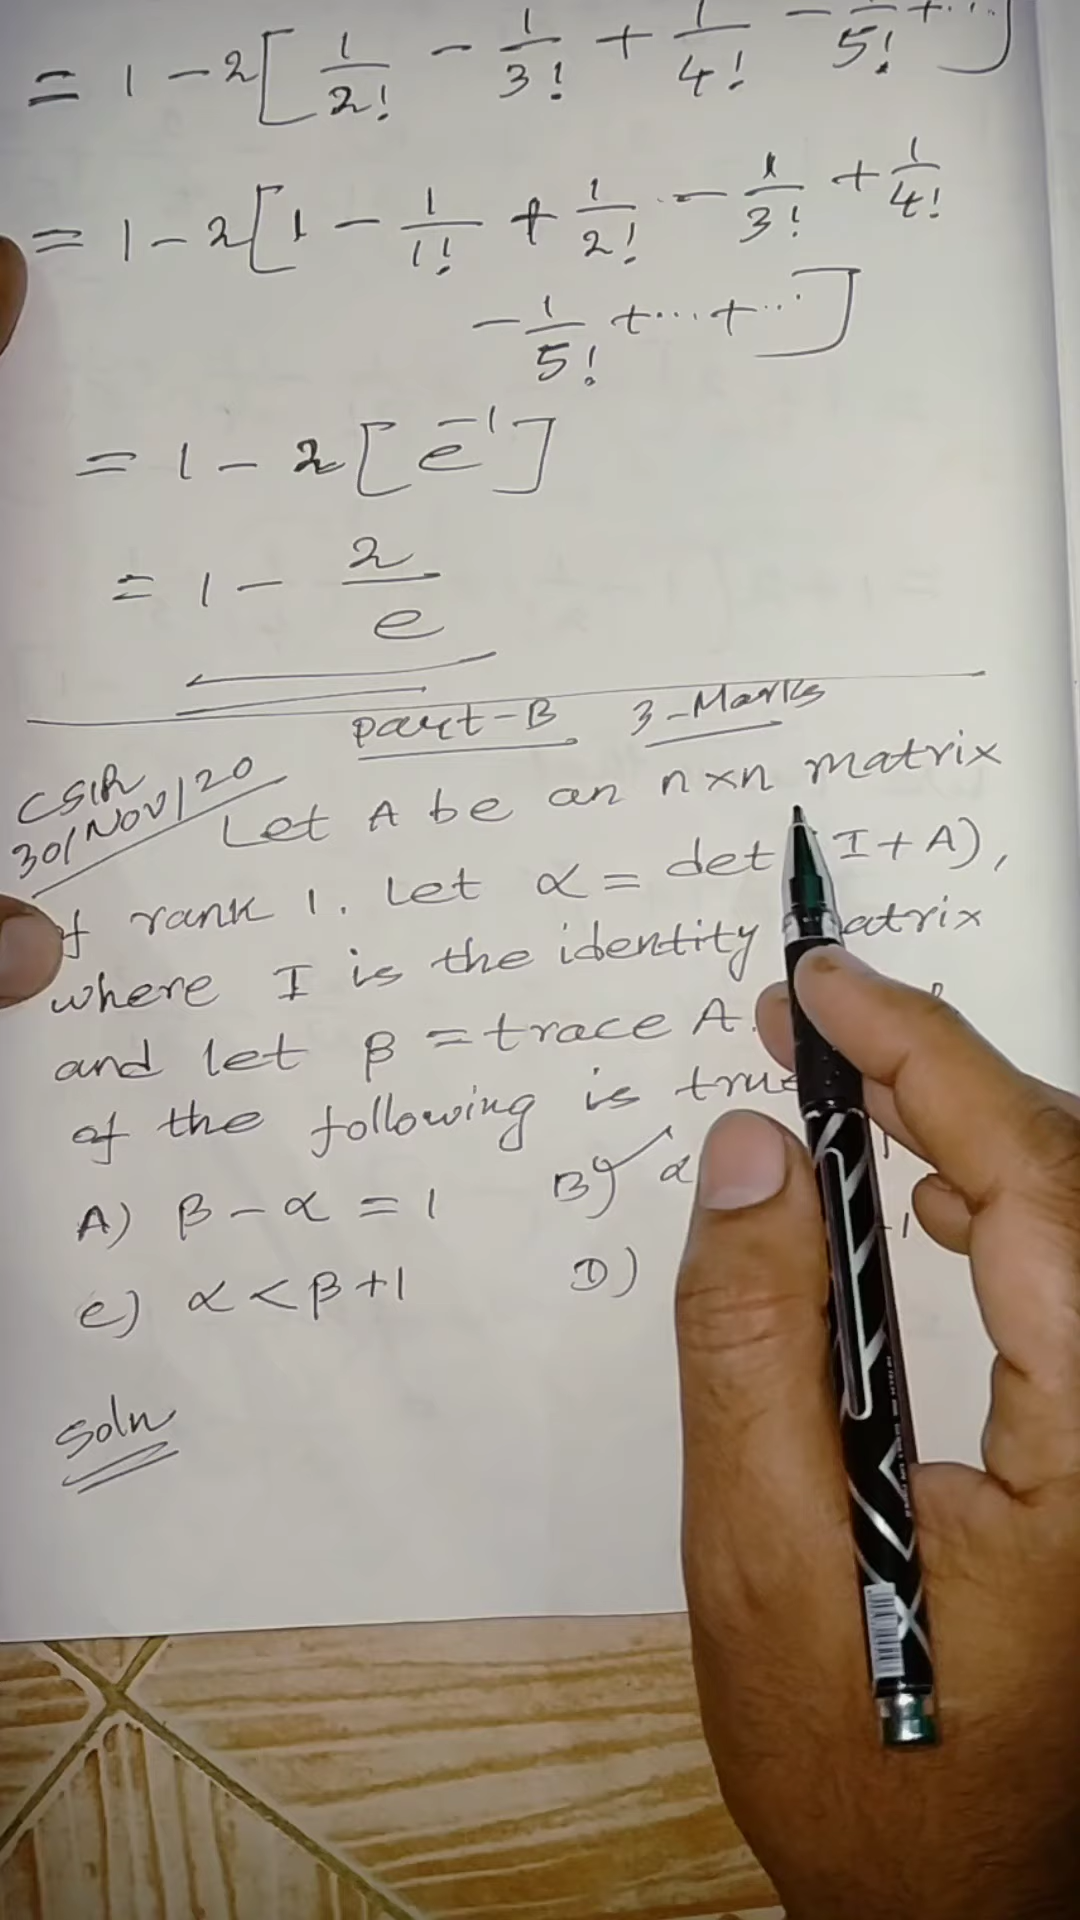 = 1 - 2[ 1/2! - 1/3! + 1/4! - 1/5! + ...]
= 1 - 2[1 - 1/1! + 1/2! - 1/3! + 1/4!
- 1/5! + ... + ...]
= 1 - 2[e⁻¹]
= 1 - 2/e
Part-B 3-Marks
CSIR
30/Nov/20
Let A be an n×n matrix
of rank 1. Let α = det (I + A),
where I is the identity matrix
and let β = trace A.
of the following is true
A) β - α = 1 B) α
C) α < β + 1 D)
Soln